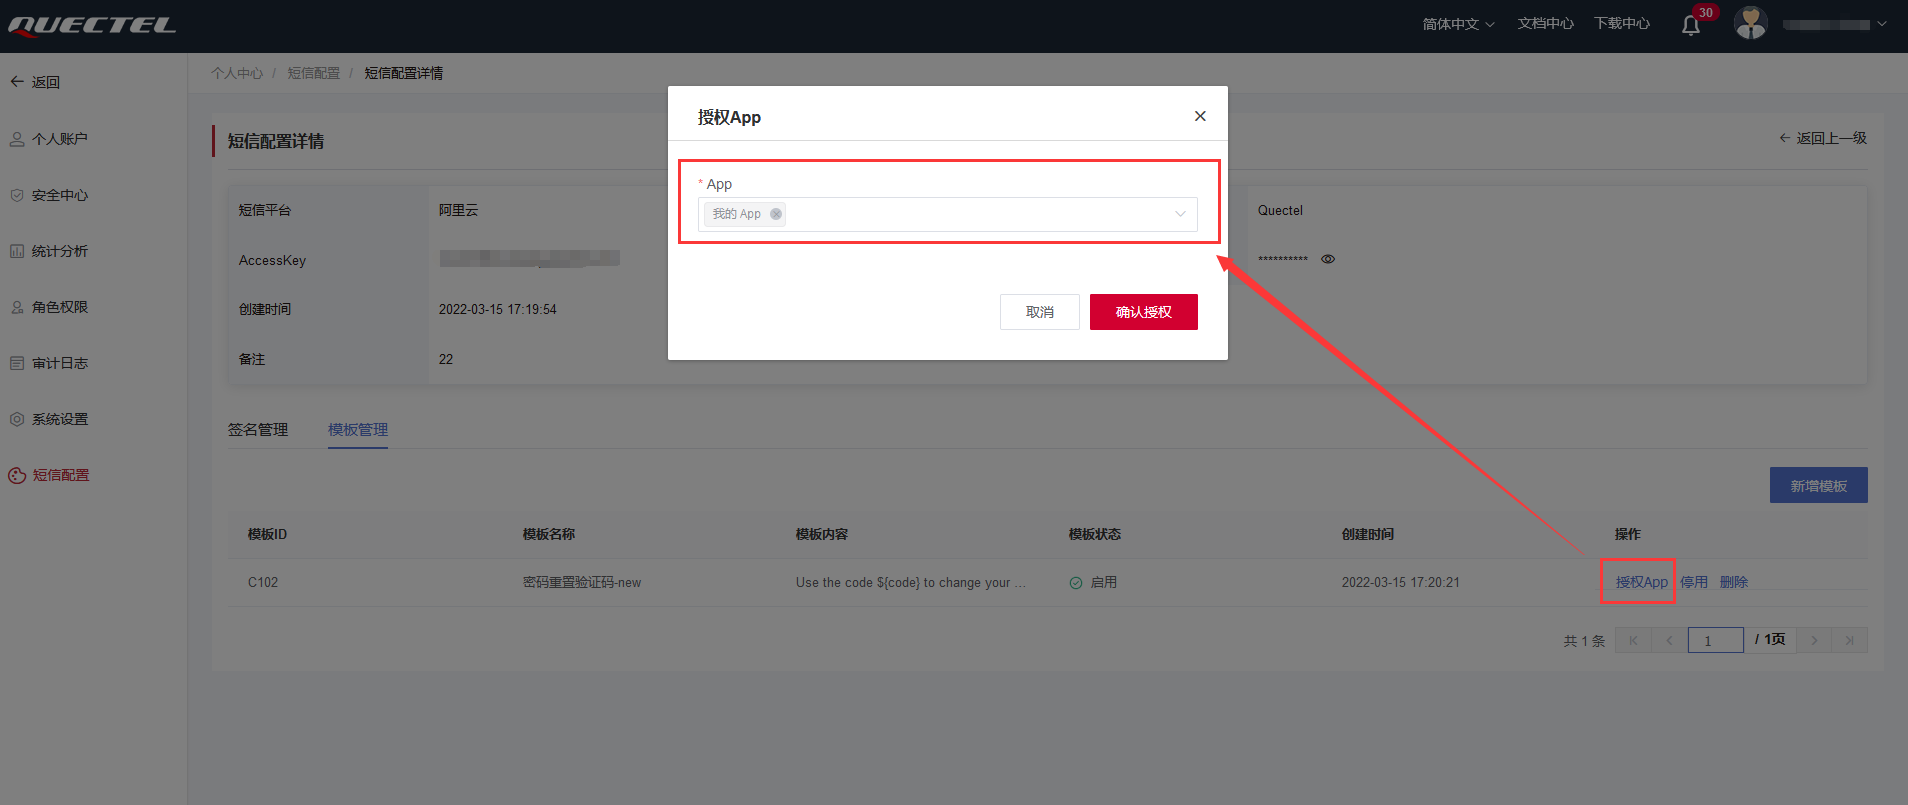 QUECTEL
简体中文 文档中心 下载中心 30
返回
个人账户
安全中心
统计分析
角色权限
审计日志
系统设置
短信配置
个人中心 / 短信配置 / 短信配置详情
短信配置详情
返回上一级
短信平台 阿里云 Quectel
AccessKey ********** 
创建时间 2022-03-15 17:19:54
备注 22
授权App
* App
我的 App
取消 确认授权
签名管理 模板管理
新增模板
模板ID 模板名称 模板内容 模板状态 创建时间 操作
C102 密码重置验证码-new Use the code ${code} to change your ... 启用 2022-03-15 17:20:21 授权App 停用 删除
共 1 条 1 / 1页